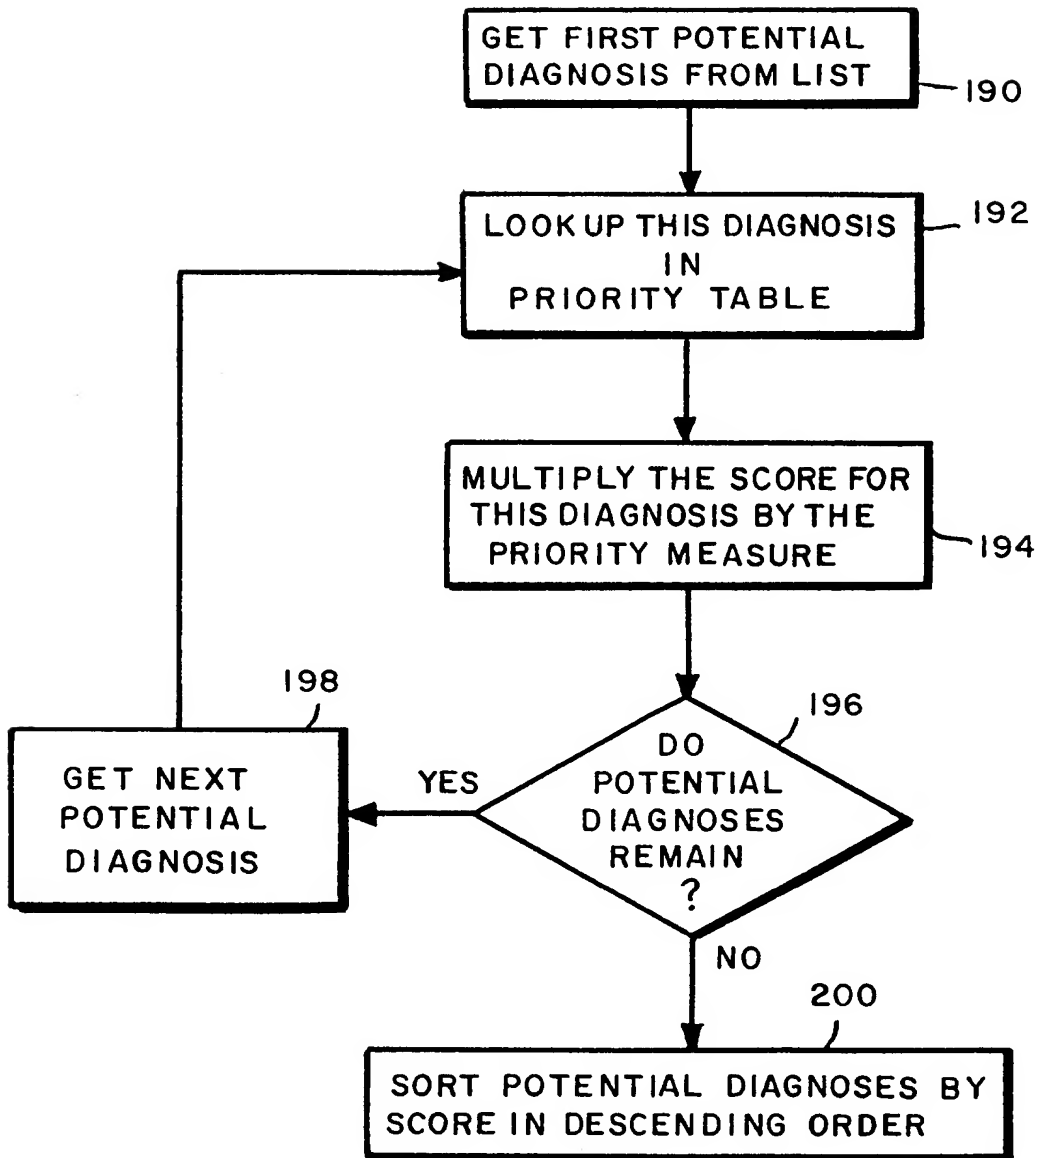 GET FIRST POTENTIAL
DIAGNOSIS FROM LIST
190
LOOK UP THIS DIAGNOSIS
IN
PRIORITY TABLE
192
MULTIPLY THE SCORE FOR
THIS DIAGNOSIS BY THE
PRIORITY MEASURE
194
196
DO
POTENTIAL
DIAGNOSES
REMAIN
?
YES
198
GET NEXT
POTENTIAL
DIAGNOSIS
NO
200
SORT POTENTIAL DIAGNOSES BY
SCORE IN DESCENDING ORDER